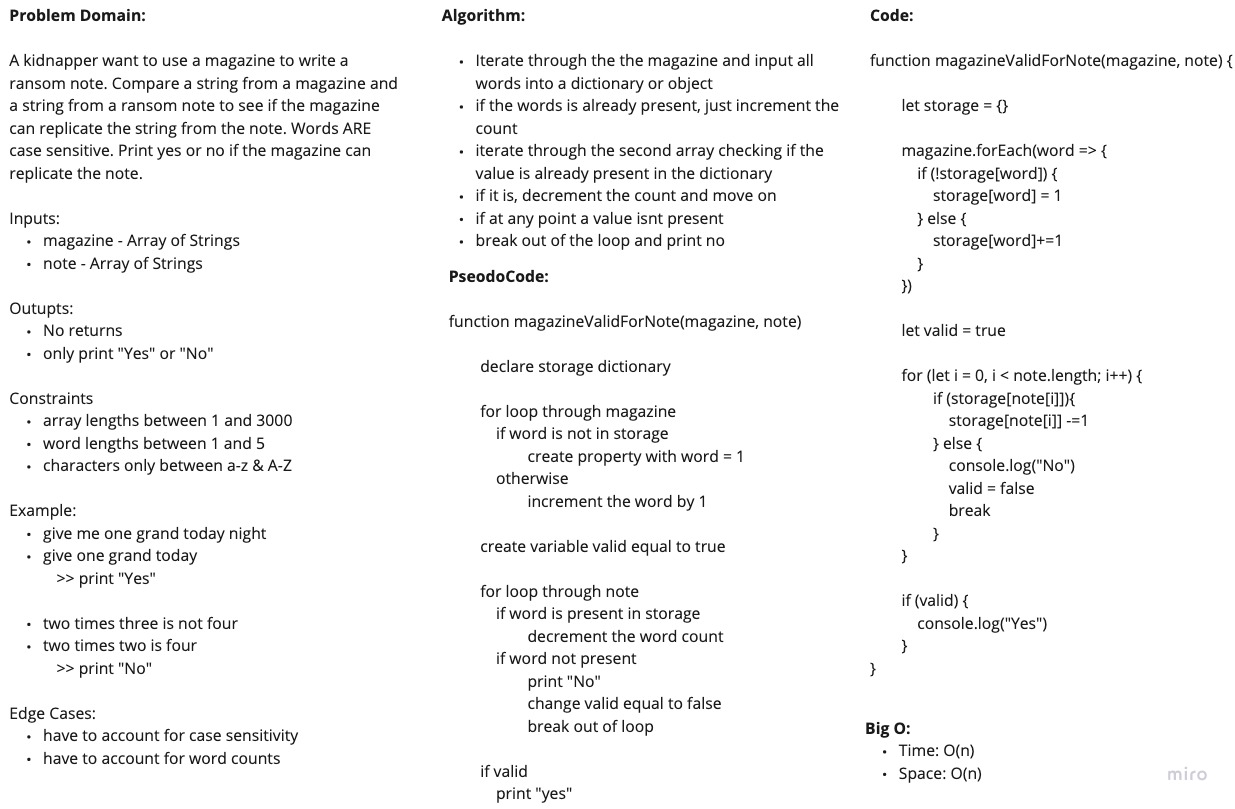 Problem Domain:
A kidnapper want to use a magazine to write a
ransom note. Compare a string from a magazine and
a string from a ransom note to see if the magazine
can replicate the string from the note. Words ARE
case sensitive. Print yes or no if the magazine can
replicate the note.
Inputs:
• magazine - Array of Strings
• note - Array of Strings
Outupts:
• No returns
• only print "Yes" or "No"
Constraints
• array lengths between 1 and 3000
• word lengths between 1 and 5
• characters only between a-z & A-Z
Example:
• give me one grand today night
• give one grand today
>> print "Yes"
• two times three is not four
• two times two is four
>> print "No"
Edge Cases:
• have to account for case sensitivity
• have to account for word counts
Algorithm:
• Iterate through the the magazine and input all
words into a dictionary or object
• if the words is already present, just increment the
count
• iterate through the second array checking if the
value is already present in the dictionary
• if it is, decrement the count and move on
• if at any point a value isnt present
• break out of the loop and print no
PseodoCode:
function magazineValidForNote(magazine, note)
declare storage dictionary
for loop through magazine
if word is not in storage
create property with word = 1
otherwise
increment the word by 1
create variable valid equal to true
for loop through note
if word is present in storage
decrement the word count
if word not present
print "No"
change valid equal to false
break out of loop
if valid
print "yes"
Code:
function magazineValidForNote(magazine, note) {
let storage = {}
magazine.forEach(word => {
if (!storage[word]) {
storage[word] = 1
} else {
storage[word]+=1
}
})
let valid = true
for (let i = 0, i < note.length; i++) {
if (storage[note[i]]){
storage[note[i]] -=1
} else {
console.log("No")
valid = false
break
}
}
if (valid) {
console.log("Yes")
}
}
Big O:
• Time: O(n)
• Space: O(n)
miro